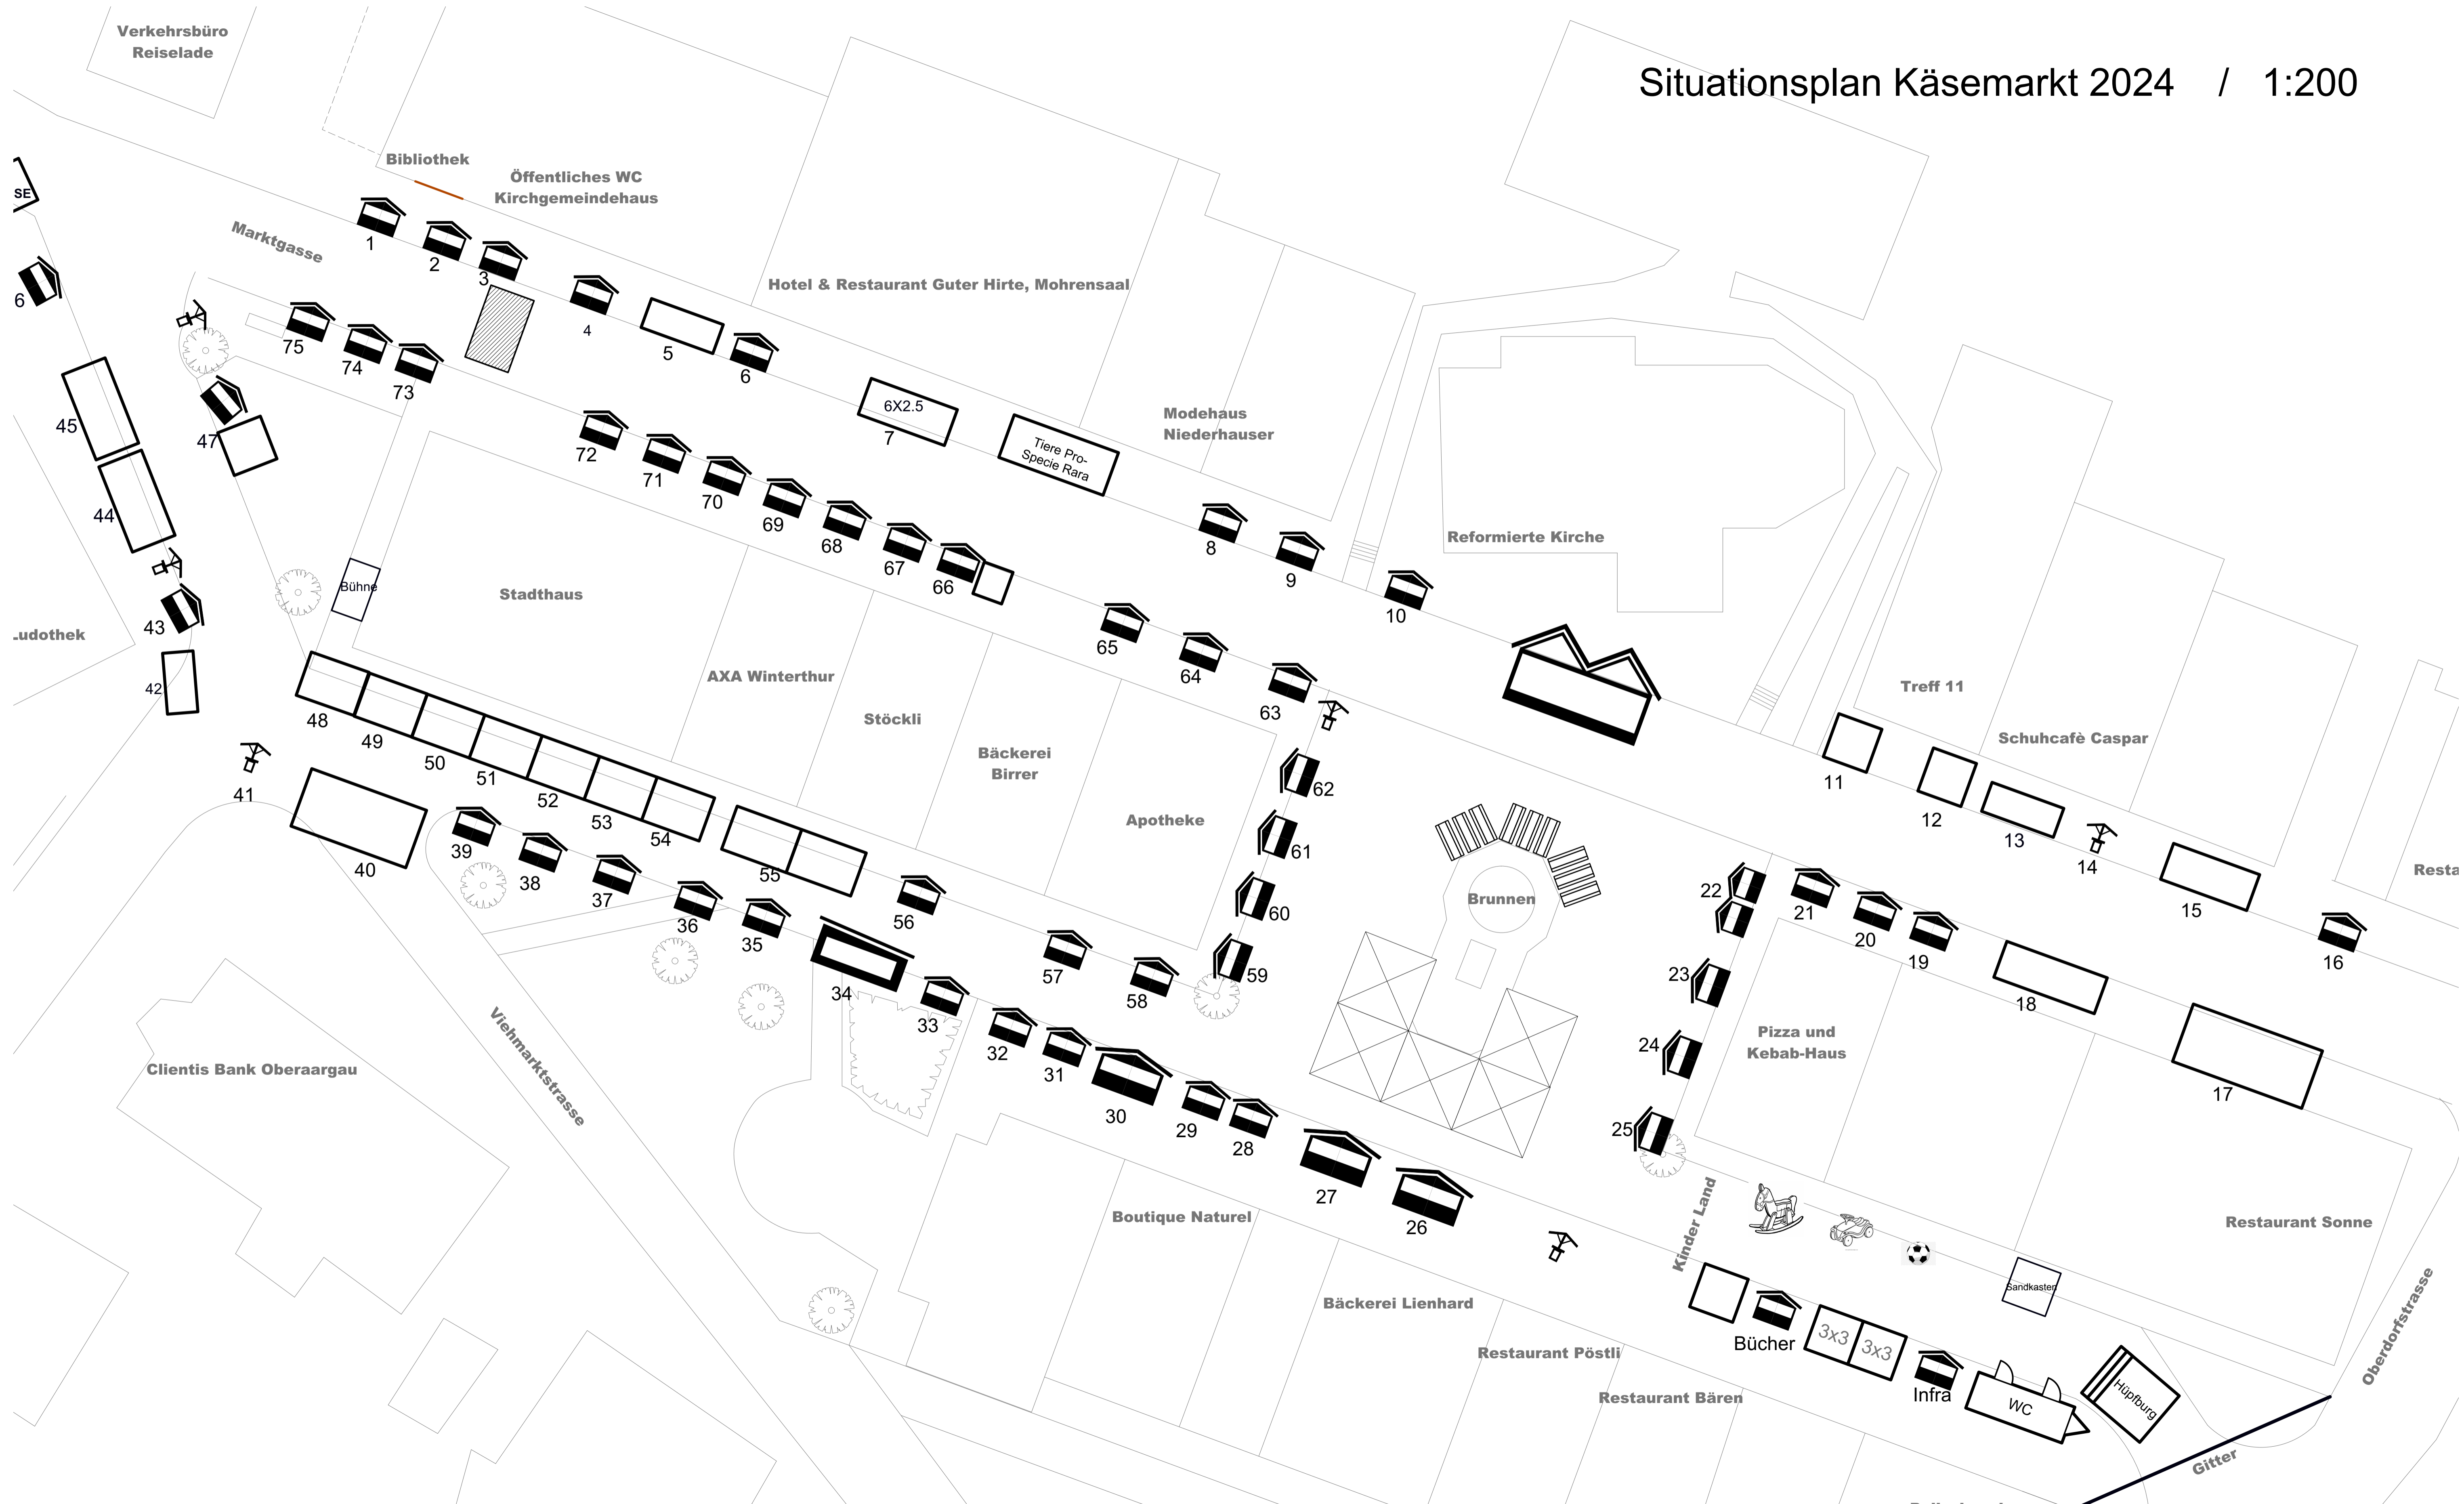 Situationsplan Käsemarkt 2024 / 1:200
Verkehrsbüro
Reiselade
Bibliothek
Öffentliches WC
Kirchgemeindehaus
Marktgasse
SE
6
1
2
3
4
5
6
Hotel & Restaurant Guter Hirte, Mohrensaal
6X2.5
7
Tiere Pro-
Specie Rara
Modehaus
Niederhauser
8
9
10
Reformierte Kirche
Treff 11
Schuhcafè Caspar
11
12
13
14
15
16
Resta
75
74
73
72
71
70
69
68
67
66
65
64
63
45
44
47
43
42
Ludothek
Bühne
Stadthaus
AXA Winterthur
Stöckli
Bäckerei
Birrer
Apotheke
62
61
60
59
Brunnen
22
21
20
19
18
17
23
24
25
Pizza und
Kebab-Haus
Restaurant Sonne
48
49
50
51
52
53
54
55
56
57
58
41
40
39
38
37
36
35
34
33
32
31
30
29
28
27
26
Clientis Bank Oberaargau
Viehmarktstrasse
Boutique Naturel
Bäckerei Lienhard
Restaurant Pöstli
Restaurant Bären
Kinder Land
Sandkasten
Bücher
3x3
3x3
Infra
WC
Hüpfburg
Gitter
Oberdorfstrasse